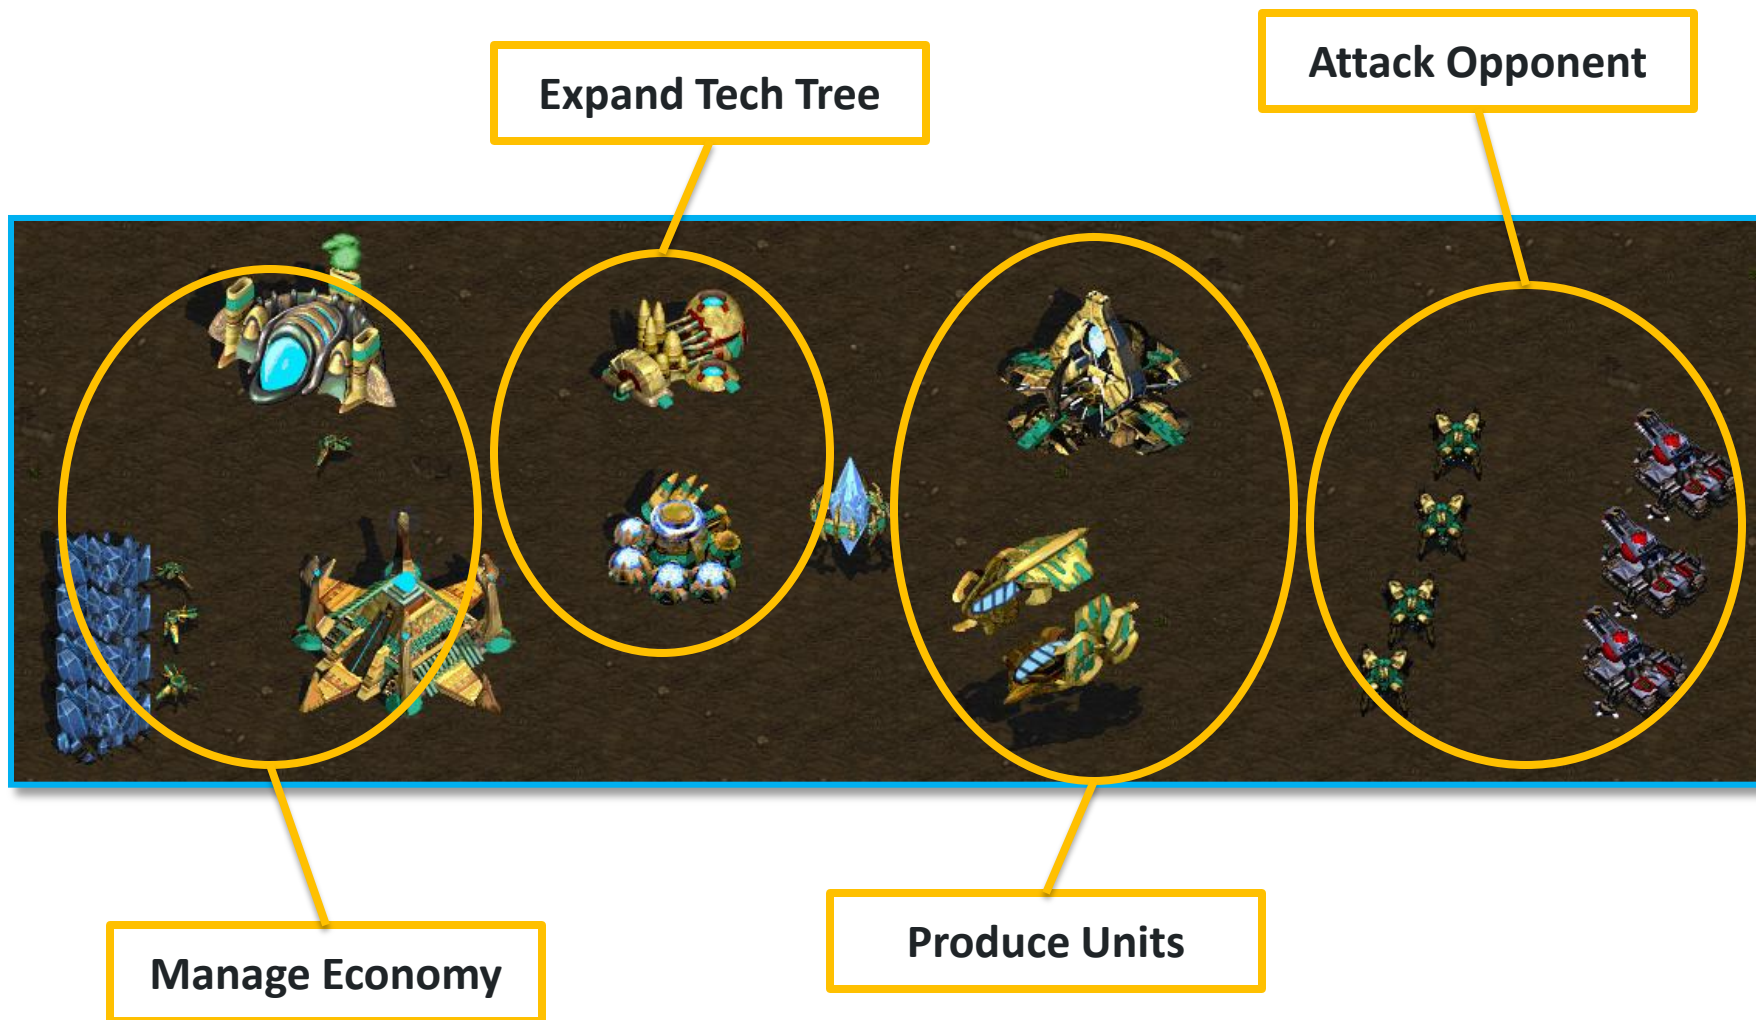 Attack Opponent
Expand Tech Tree
Produce Units
Manage Economy